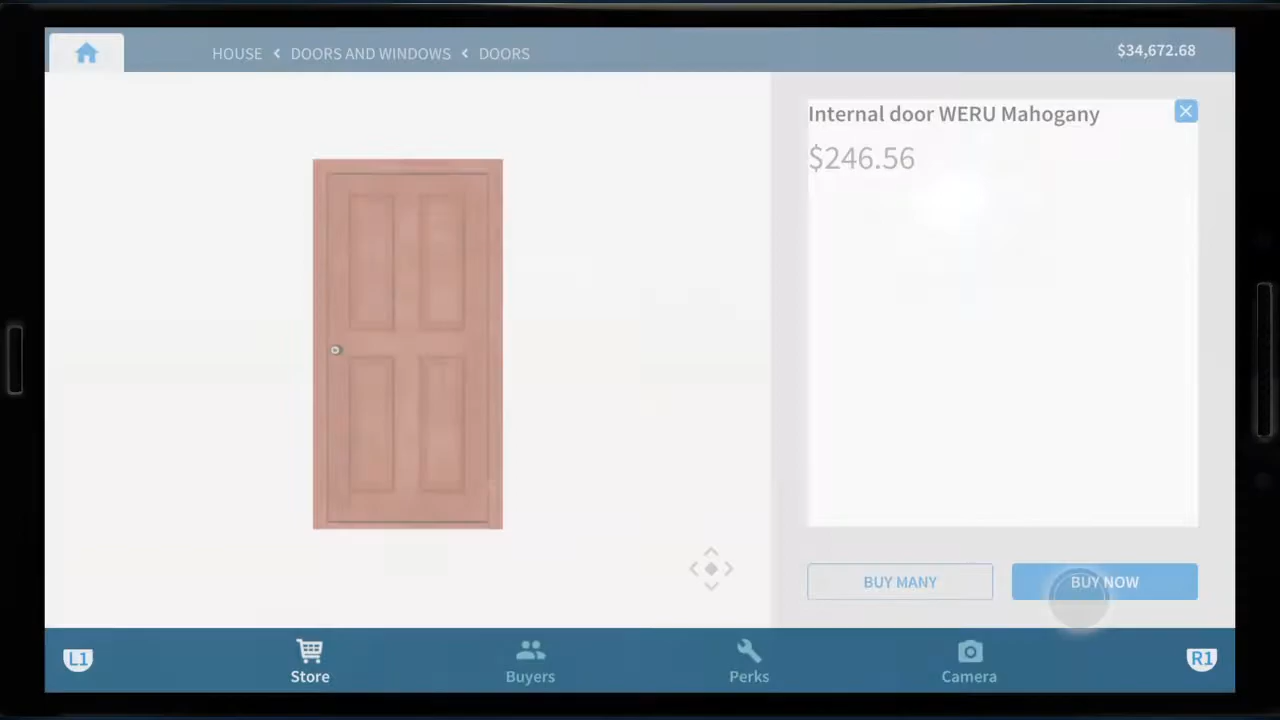 HOUSE < DOORS AND WINDOWS < DOORS
$34,672.68
Internal door WERU Mahogany
$246.56
BUY MANY
BUY NOW
L1
Store
Buyers
Perks
Camera
R1